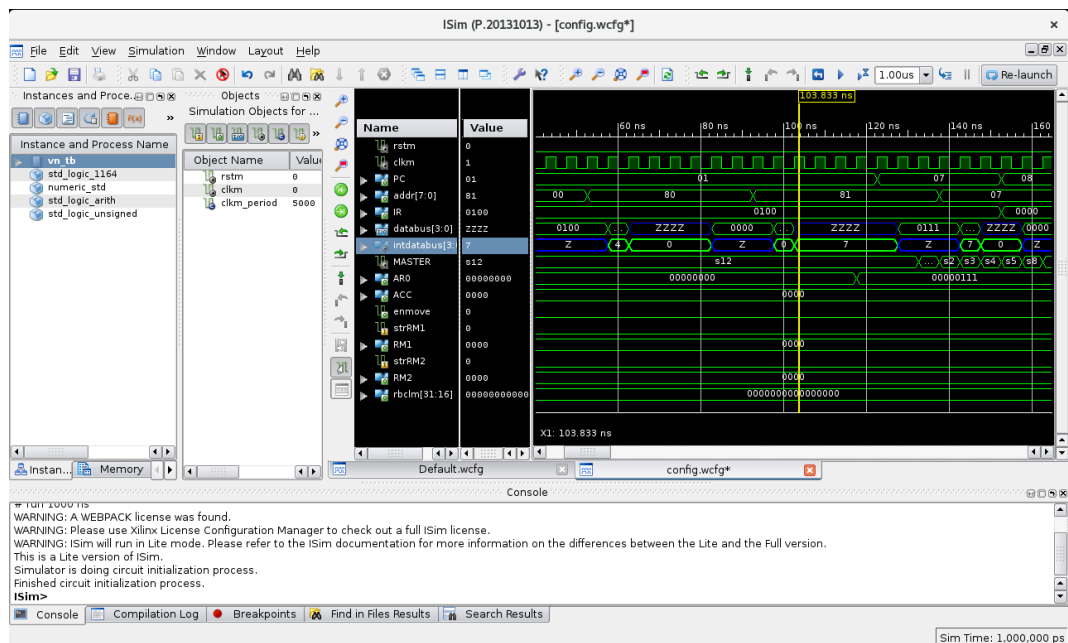 ISim (P.20131013) - [config.wcfg*]
File Edit View Simulation Window Layout Help
1.00us Re-launch
Instances and Proce...
F(x) »
Instance and Process Name
vn_tb
std_logic_1164
numeric_std
std_logic_arith
std_logic_unsigned
Instan... Memory
Objects
Simulation Objects for ...
»
Object Name Value
rstm 0
clkm 0
clkm_period 5000
103.833 ns
Name Value
60 ns 80 ns 100 ns 120 ns 140 ns 160
rstm 0
clkm 1
PC 01 01 07 08
addr[7:0] 81 00 80 81 07
IR 0100 0100 0000
databus[3:0] ZZZZ 0100 ... ZZZZ 0000 ... ZZZZ 0111 ... ZZZZ 0000
intdatabus[3: 7 Z 4 0 Z 0 7 Z 7 0 Z
MASTER s12 s12 ... s2 s3 s4 s5 s8
AR0 00000000 00000000 00000111
ACC 0000 0000
enmove 0
strRM1 0
RM1 0000 0000
strRM2 0
RM2 0000 0000
rbclm[31:16] 00000000000 0000000000000000
X1: 103.833 ns
Default.wcfg config.wcfg*
Console
# run 1000 ns
WARNING: A WEBPACK license was found.
WARNING: Please use Xilinx License Configuration Manager to check out a full ISim license.
WARNING: ISim will run in Lite mode. Please refer to the ISim documentation for more information on the differences between the Lite and the Full version.
This is a Lite version of ISim.
Simulator is doing circuit initialization process.
Finished circuit initialization process.
ISim>
Console Compilation Log Breakpoints Find in Files Results Search Results
Sim Time: 1,000,000 ps